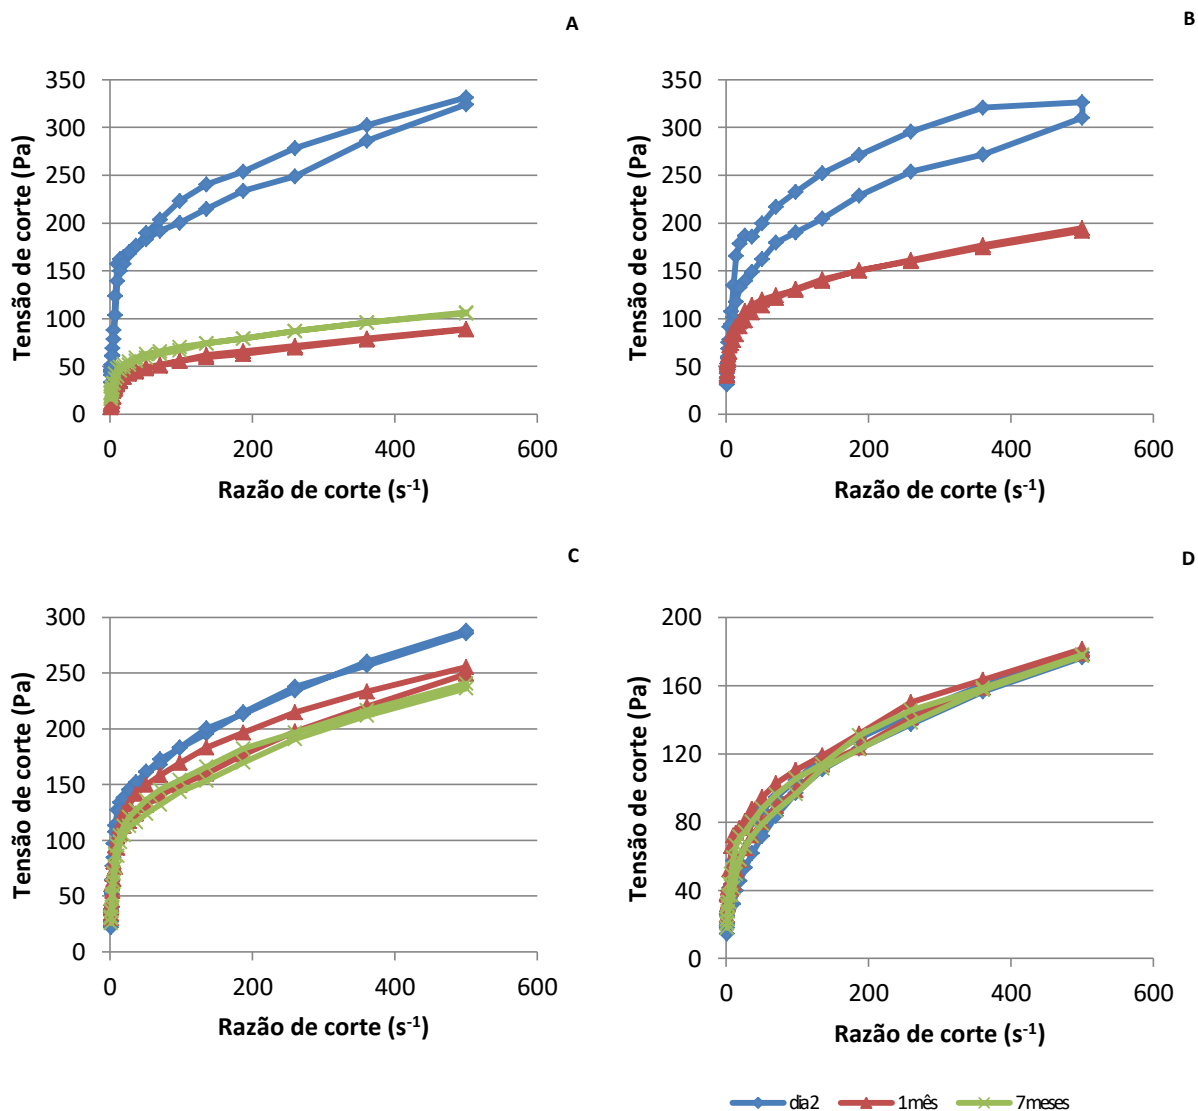 A
350
300
250
200
150
100
50
0
Tensão de corte (Pa)
0 200 400 600
Razão de corte (s-1)
B
350
300
250
200
150
100
50
0
Tensão de corte (Pa)
0 200 400 600
Razão de corte (s-1)
C
300
250
200
150
100
50
0
Tensão de corte (Pa)
0 200 400 600
Razão de corte (s-1)
D
200
160
120
80
40
0
Tensão de corte (Pa)
0 200 400 600
Razão de corte (s-1)
dia2 1mês 7meses